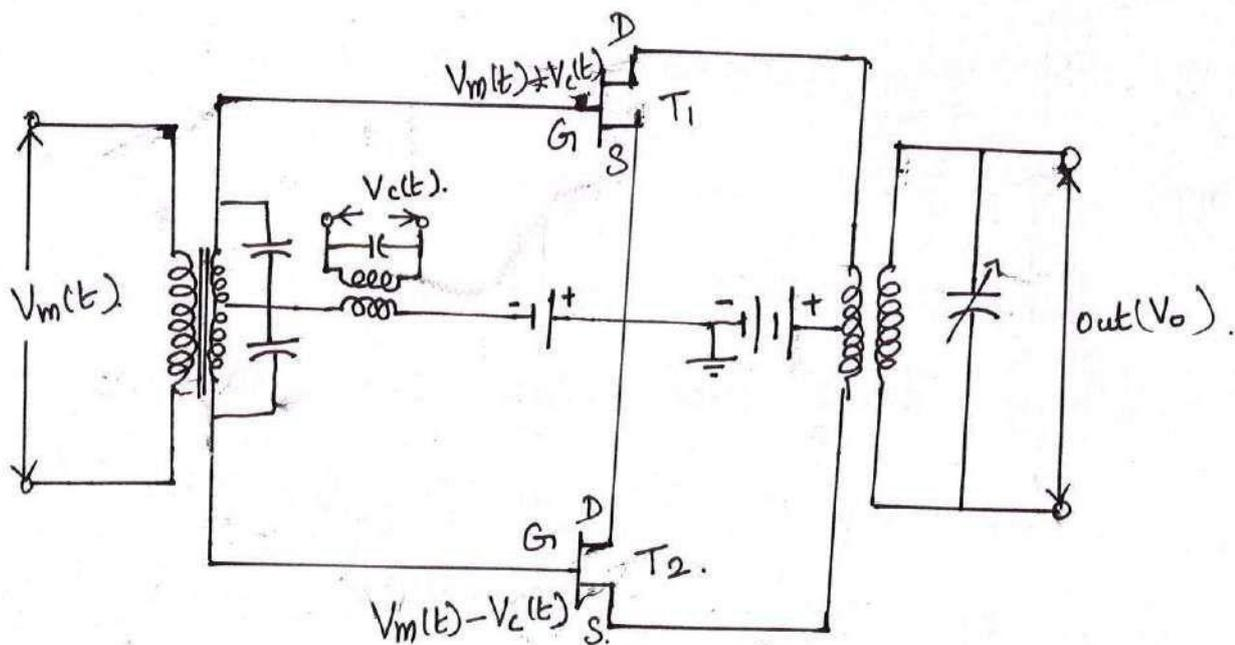 D
Vm(t)±Vc(t)
T1
G
S
Vc(t).
Vm(t).
- +
- +
out(Vo).
D
G
T2.
Vm(t)-Vc(t)
S.